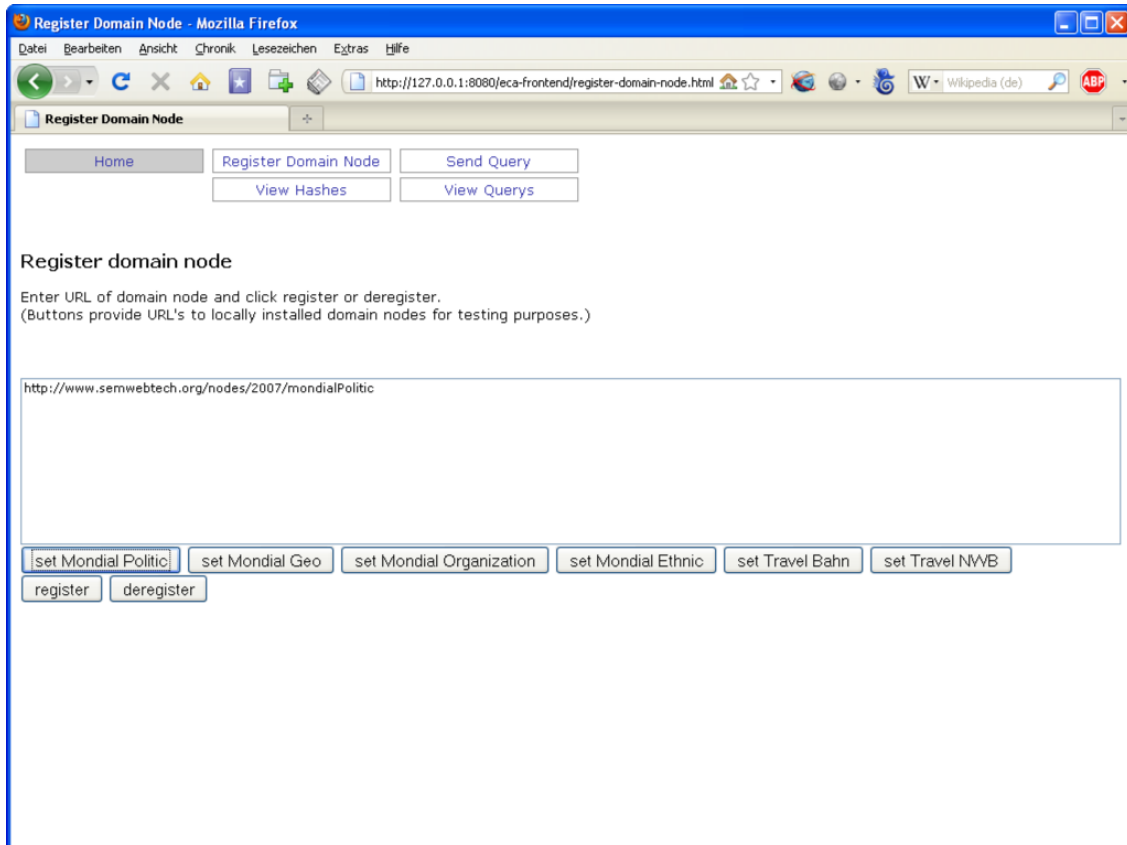 Register Domain Node - Mozilla Firefox
Datei Bearbeiten Ansicht Chronik Lesezeichen Extras Hilfe
http://127.0.0.1:8080/eca-frontend/register-domain-node.html W Wikipedia (de) ABP
Register Domain Node
Home Register Domain Node Send Query
View Hashes View Querys
Register domain node
Enter URL of domain node and click register or deregister.
(Buttons provide URL's to locally installed domain nodes for testing purposes.)
http://www.semwebtech.org/nodes/2007/mondialPolitic
set Mondial Politic set Mondial Geo set Mondial Organization set Mondial Ethnic set Travel Bahn set Travel NWB
register deregister